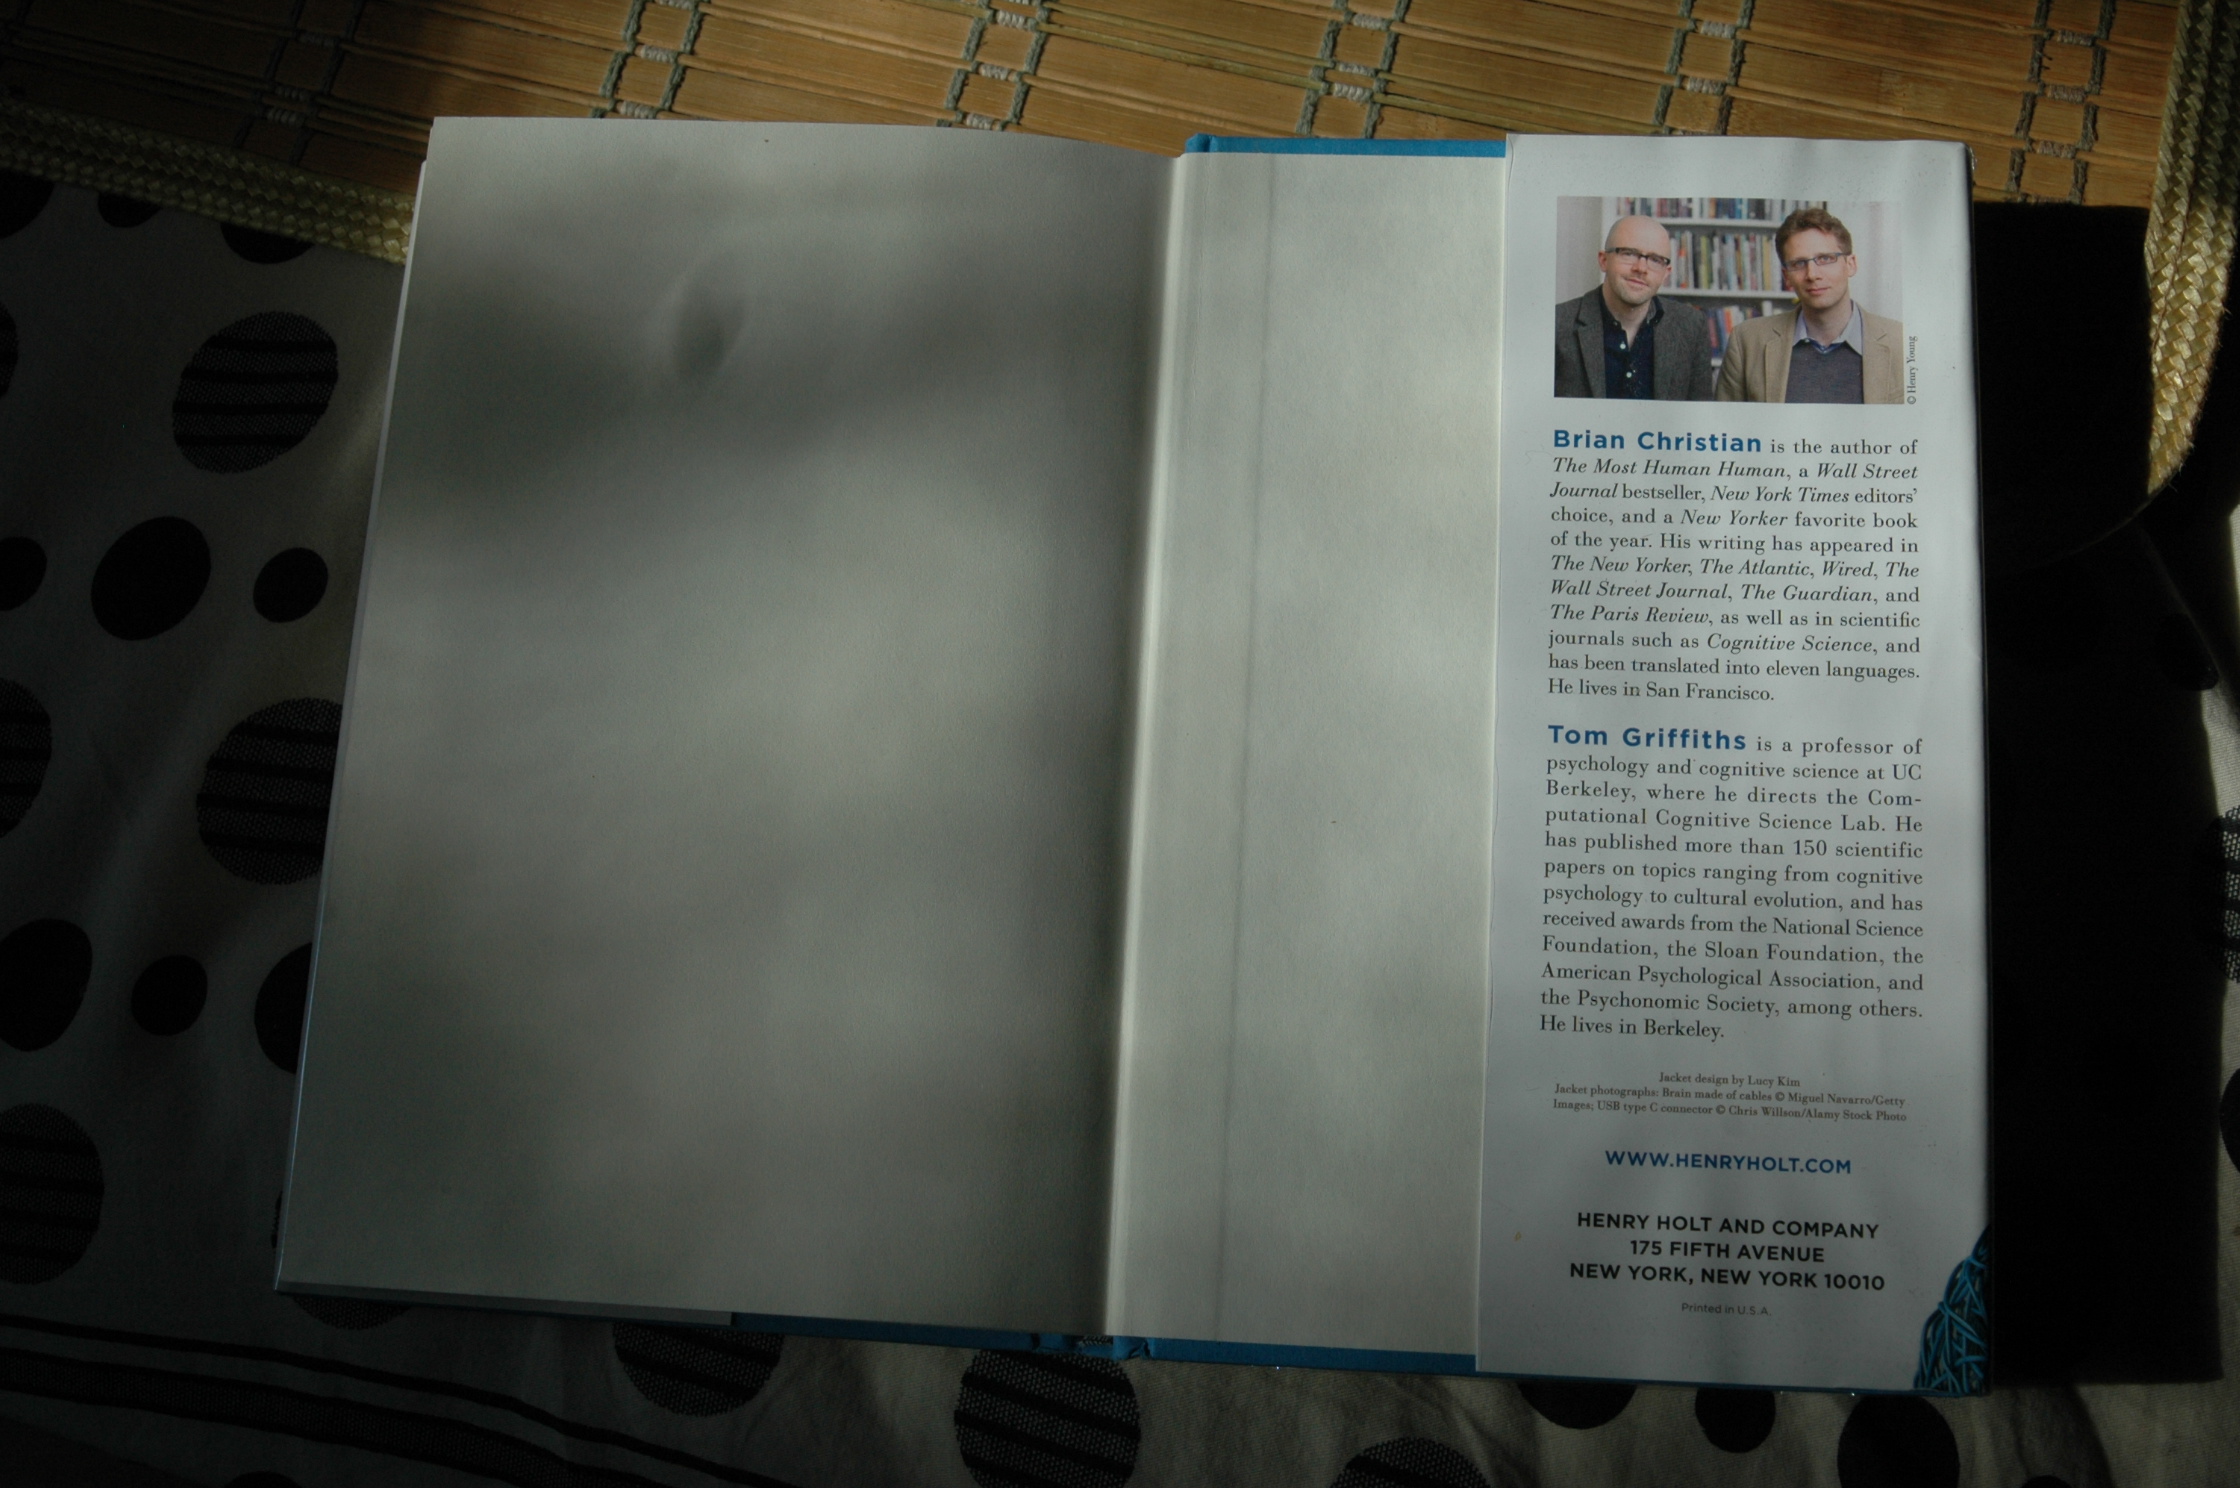 © Henry Young
Brian Christian is the author of
The Most Human Human, a Wall Street
Journal bestseller, New York Times editors'
choice, and a New Yorker favorite book
of the year. His writing has appeared in
The New Yorker, The Atlantic, Wired, The
Wall Street Journal, The Guardian, and
The Paris Review, as well as in scientific
journals such as Cognitive Science, and
has been translated into eleven languages.
He lives in San Francisco.
Tom Griffiths is a professor of
psychology and cognitive science at UC
Berkeley, where he directs the Com-
putational Cognitive Science Lab. He
has published more than 150 scientific
papers on topics ranging from cognitive
psychology to cultural evolution, and has
received awards from the National Science
Foundation, the Sloan Foundation, the
American Psychological Association, and
the Psychonomic Society, among others.
He lives in Berkeley.
Jacket design by Lucy Kim
Jacket photographs: Brain made of cables © Miguel Navarro/Getty
Images; USB type C connector © Chris Willson/Alamy Stock Photo
WWW.HENRYHOLT.COM
HENRY HOLT AND COMPANY
175 FIFTH AVENUE
NEW YORK, NEW YORK 10010
Printed in U.S.A.